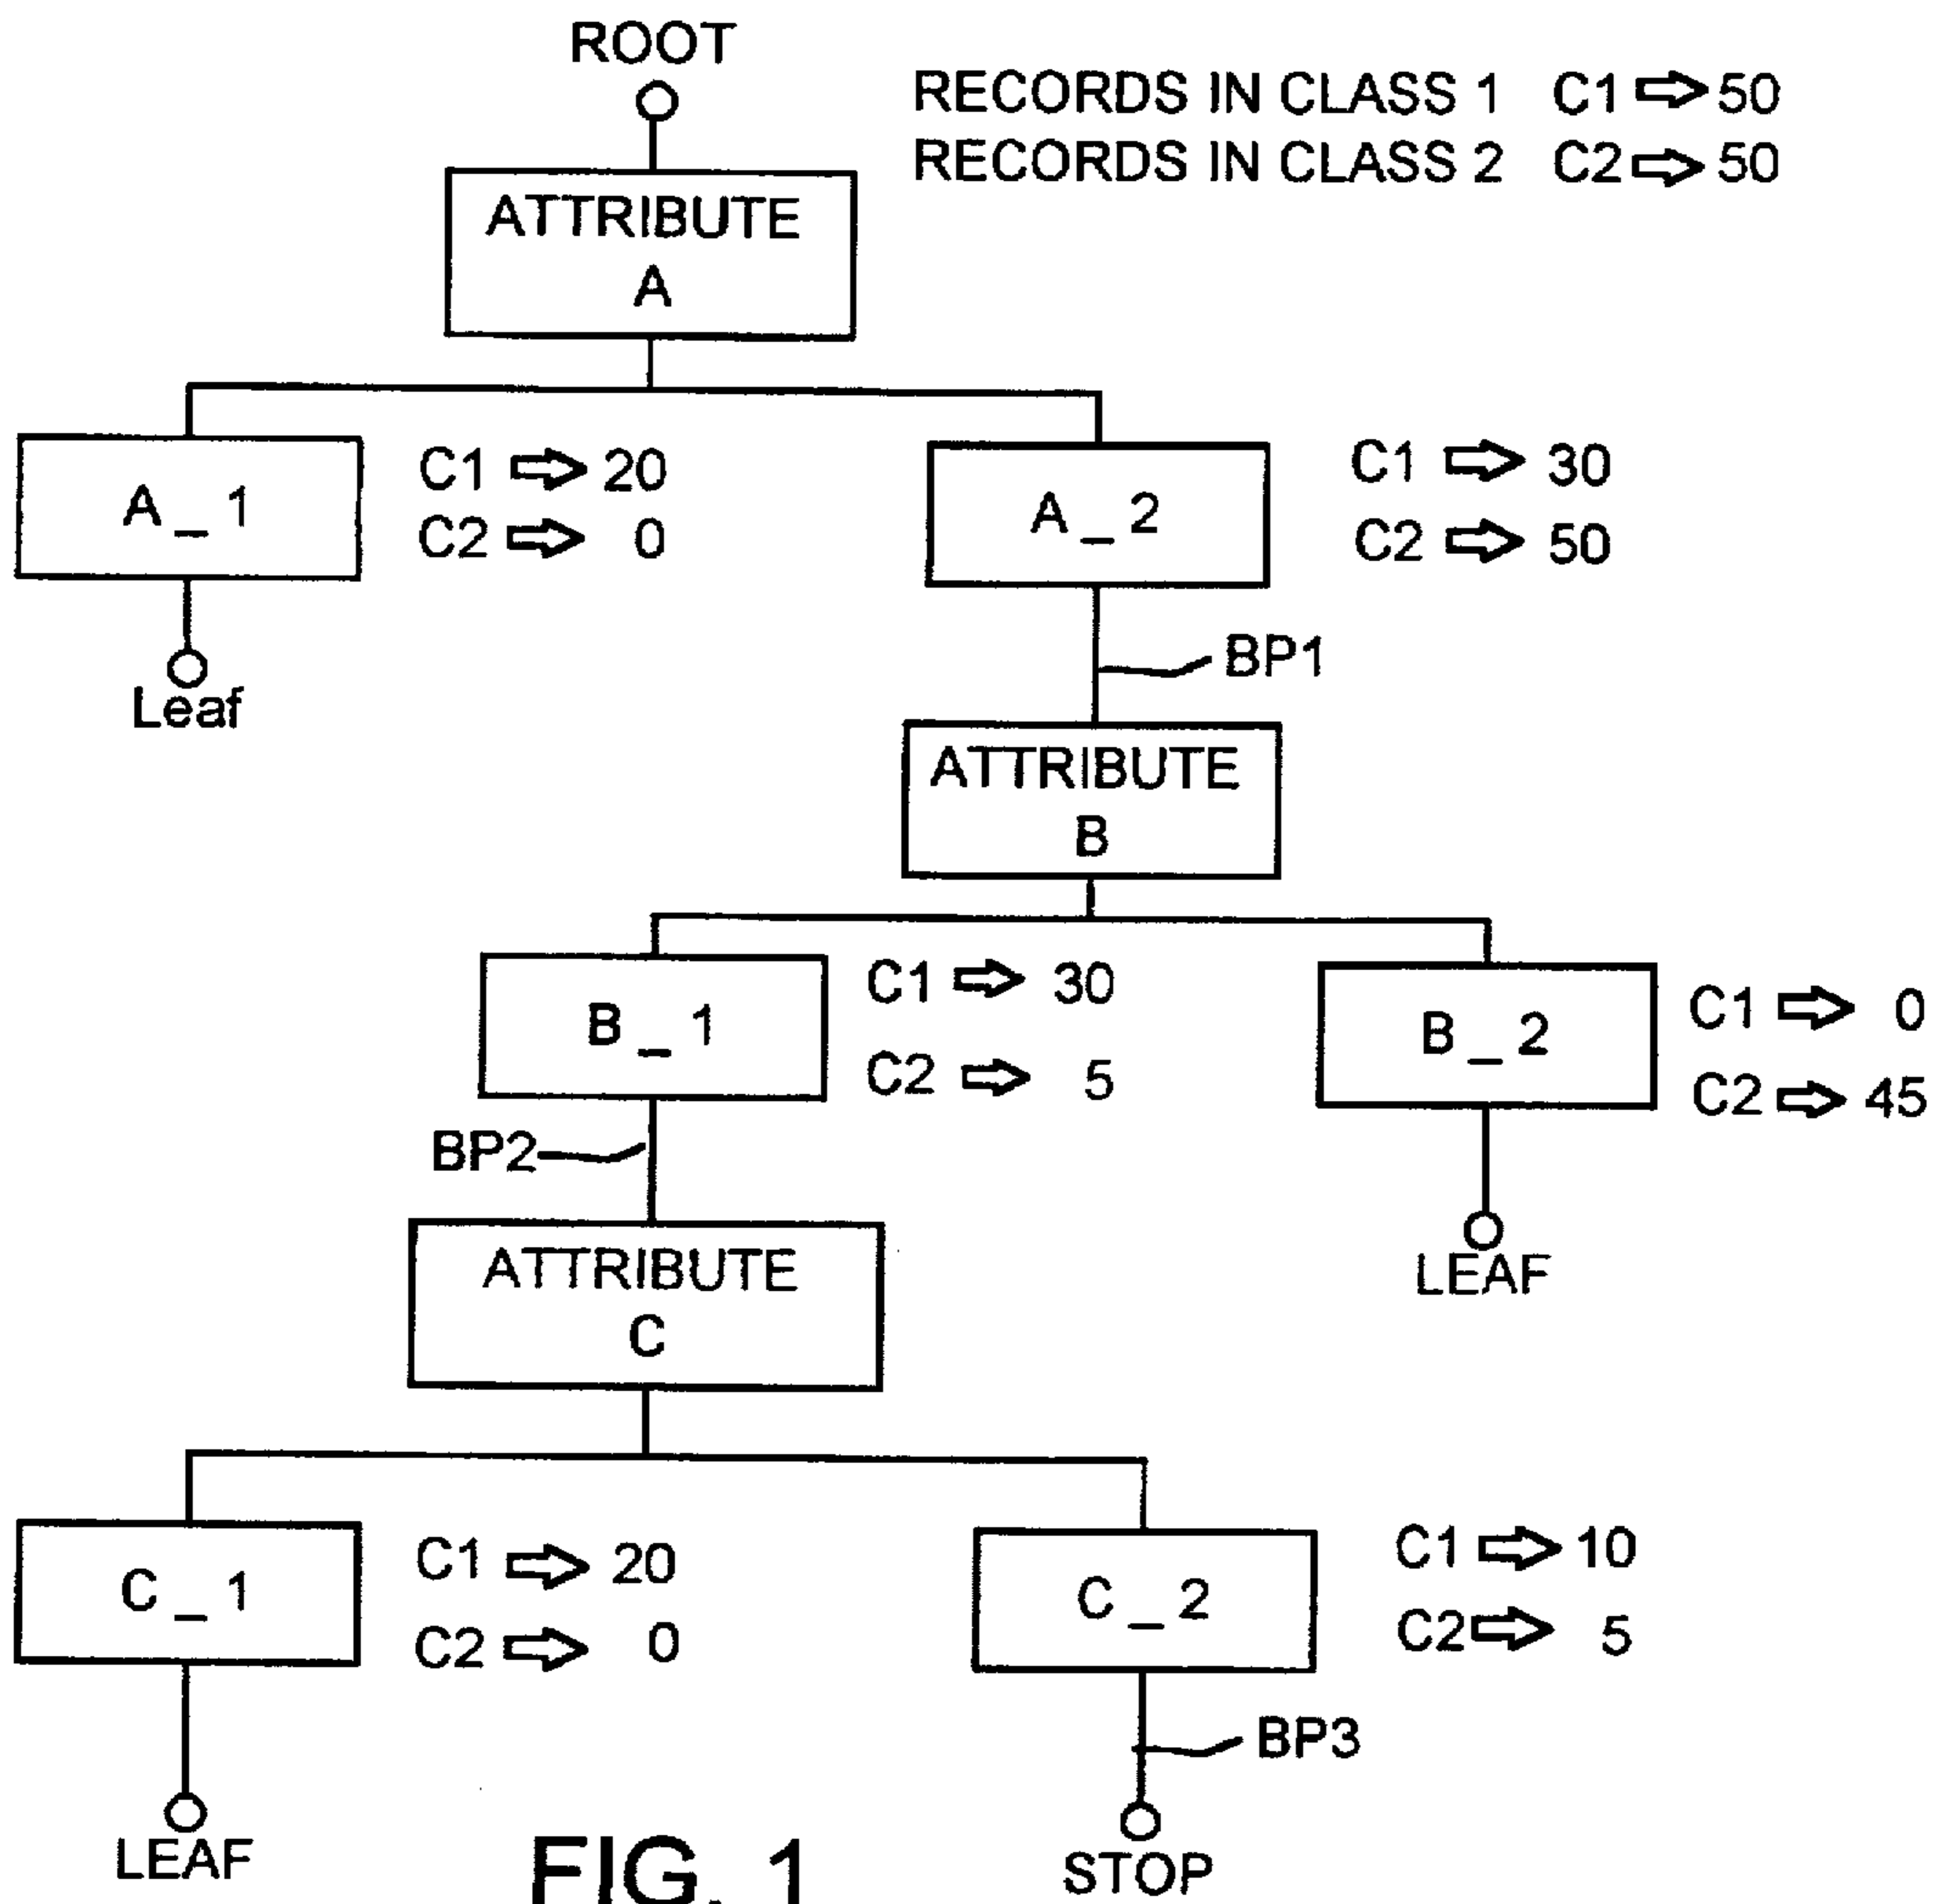 ROOT
RECORDS IN CLASS 1 C1 ⇨ 50
RECORDS IN CLASS 2 C2 ⇨ 50
ATTRIBUTE
A
A_1
C1 ⇨ 20
C2 ⇨ 0
A_2
C1 ⇨ 30
C2 ⇨ 50
Leaf
BP1
ATTRIBUTE
B
B_1
C1 ⇨ 30
C2 ⇨ 5
B_2
C1 ⇨ 0
C2 ⇨ 45
BP2
LEAF
ATTRIBUTE
C
C_1
C1 ⇨ 20
C2 ⇨ 0
C_2
C1 ⇨ 10
C2 ⇨ 5
BP3
LEAF
STOP
FIG. 1